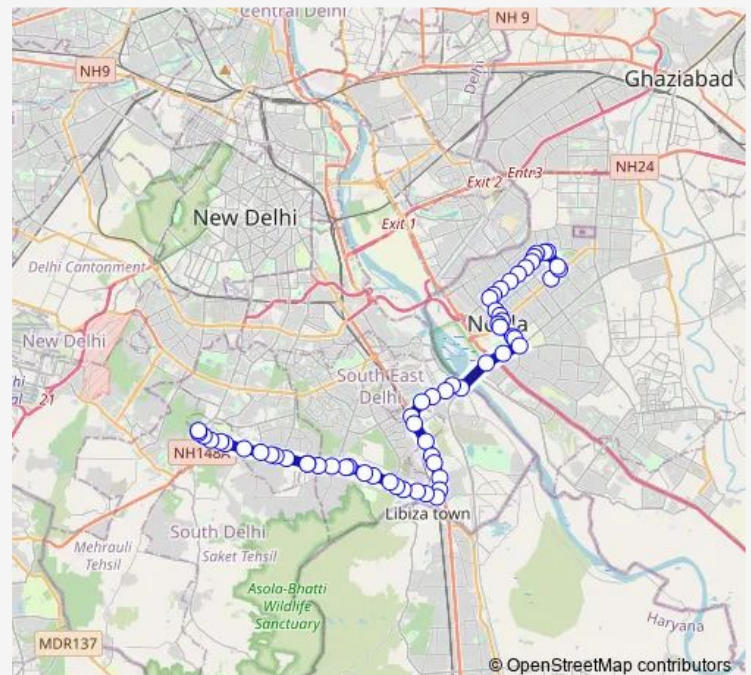 Central Delhi
NH 9
NH9
Delhi
Ghaziabad
NH24
Exit 2
Entr3
New Delhi
Exit 1
Delhi Cantonment
New Delhi
South East
Delhi
21
NH148A
Libiza town
South Delhi
Mehrauli
Tehsil
Saket Tehsil
Asola-Bhatti
Wildlife
Sanctuary
Haryana
MDR137
© OpenStreetMap contributors